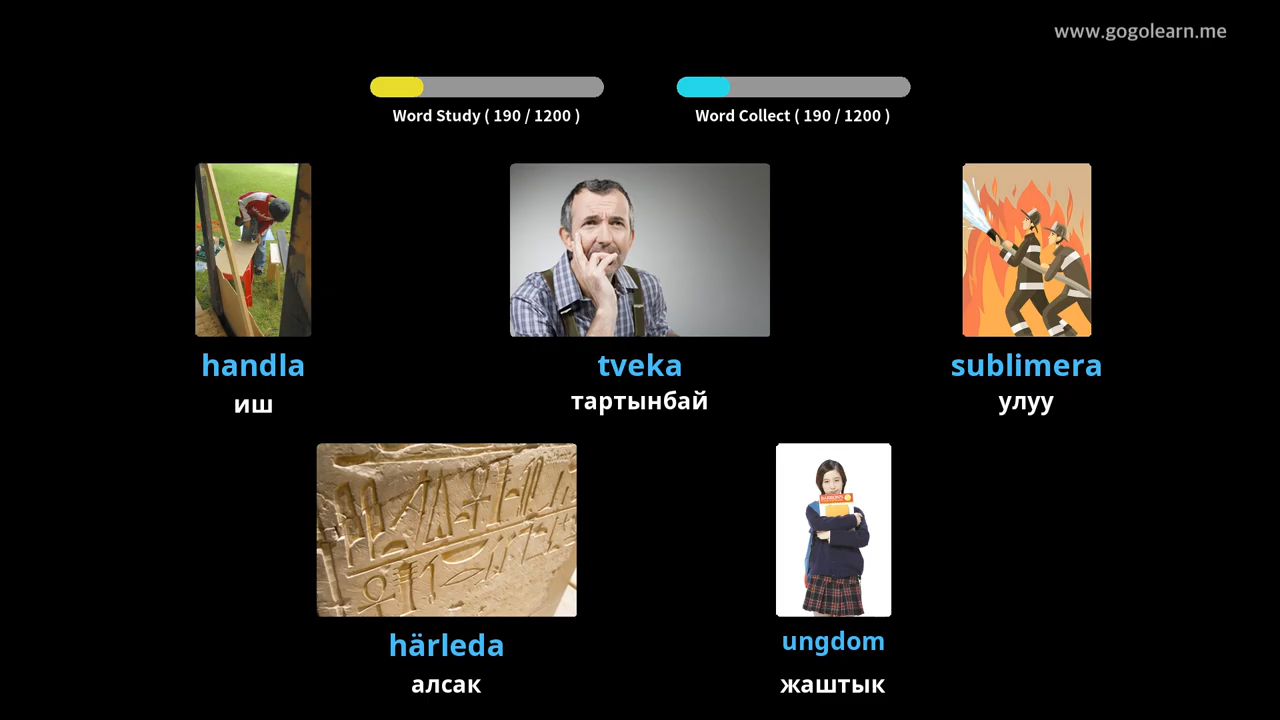 www.gogolearn.me
Word Study ( 190 / 1200 )
Word Collect ( 190 / 1200 )
handla
tveka
sublimera
иш
тартынбай
улуу
härleda
ungdom
алсак
жаштык